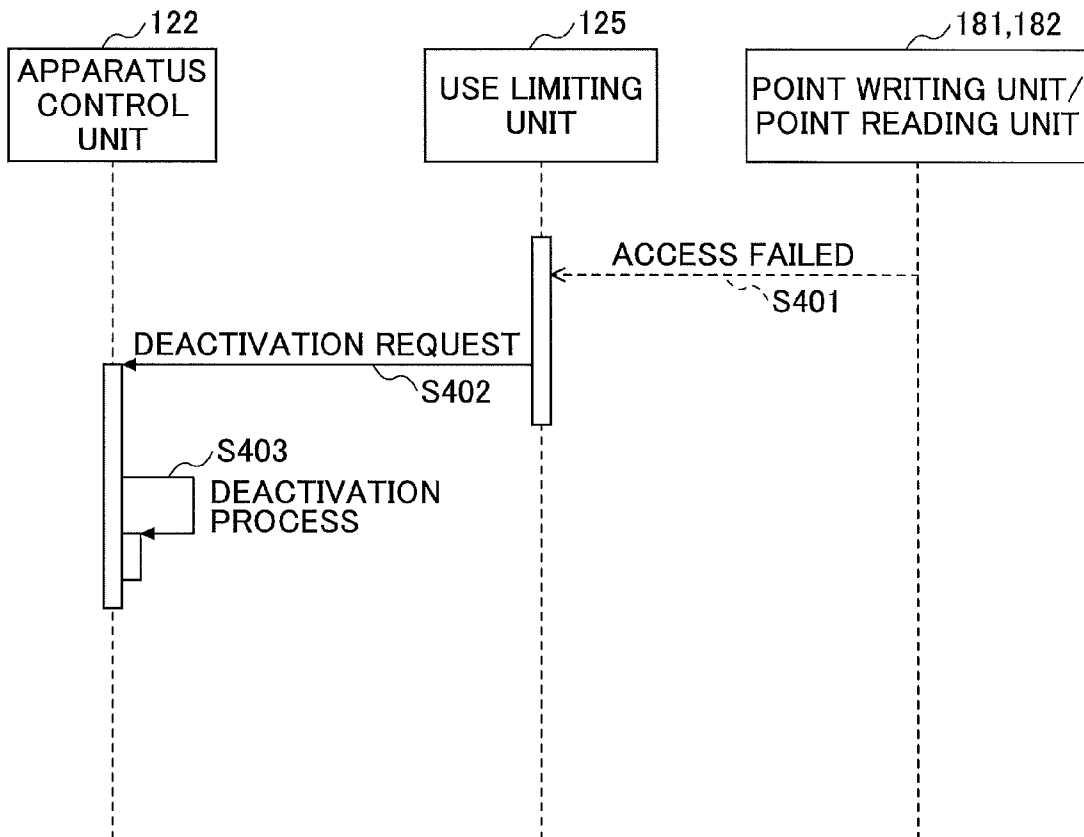 122
125
181,182
APPARATUS
CONTROL
UNIT
USE LIMITING
UNIT
POINT WRITING UNIT/
POINT READING UNIT
ACCESS FAILED
S401
DEACTIVATION REQUEST
S402
S403
DEACTIVATION
PROCESS